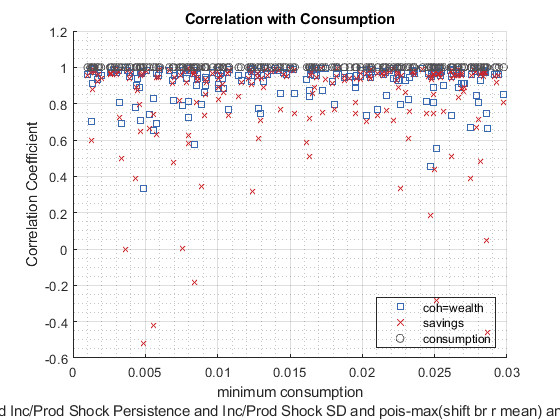 Correlation with Consumption
1.2
1
0.8
0.6
0.4
0.2
0
-0.2
-0.4
-0.6
Correlation Coefficient
coh=wealth
savings
consumption
0
0.005
0.01
0.015
0.02
0.025
0.03
minimum consumption
d Inc/Prod Shock Persistence and Inc/Prod Shock SD and pois-max(shift br r mean) a